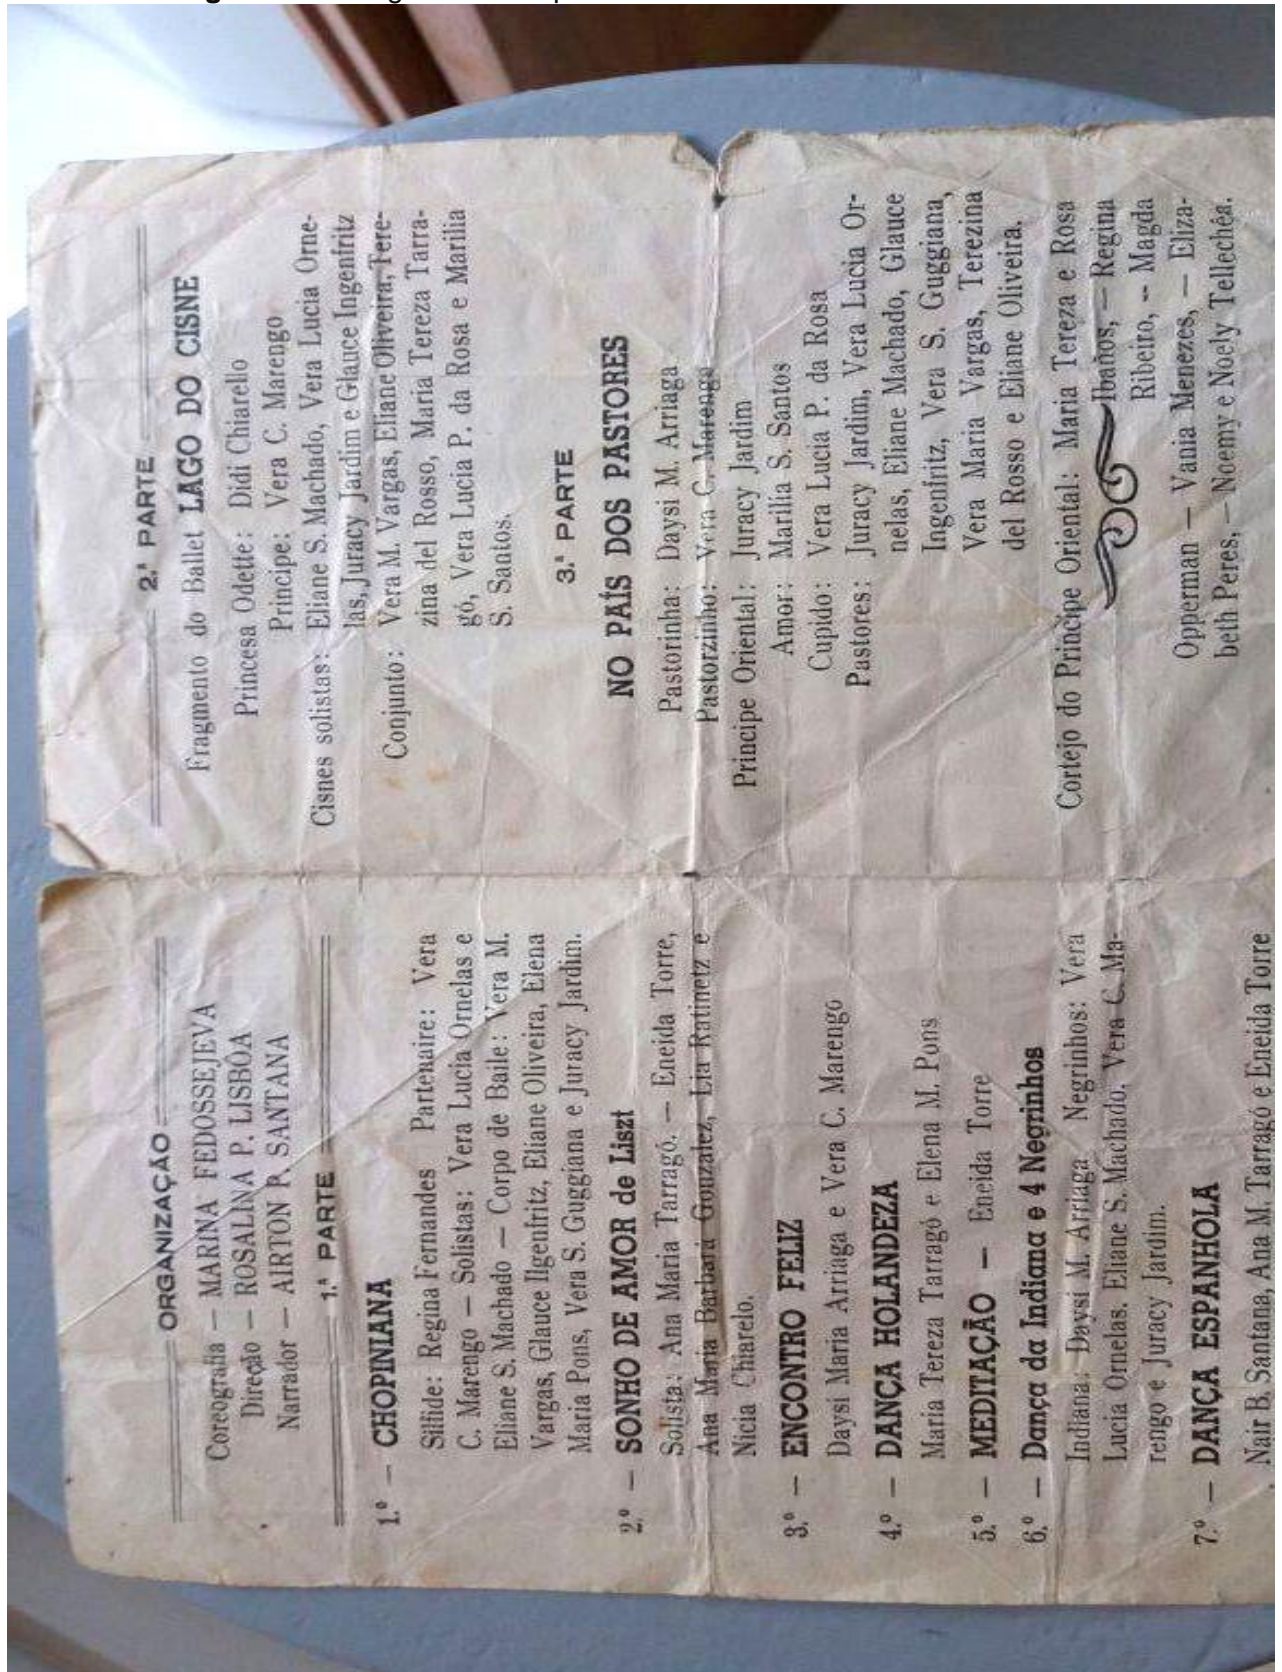 ORGANIZAÇÃO
Coreografia — MARINA FEDOSSEJEVA
Direção — ROSALINA P. LISBÔA
Narrador — AIRTON P. SANTANA
1.ª PARTE
1.º — CHOPINIANA
Silfide: Regina Fernandes Partenaire: Vera
C. Marengo — Solistas: Vera Lucia Ornelas e
Eliane S. Machado — Corpo de Baile: Vera M.
Vargas, Glauce Ilgenfritz, Eliane Oliveira, Elena
Maria Pons, Vera S. Guggiana e Juracy Jardim.
2.º — SONHO DE AMOR de Liszt
Solista: Ana Maria Tarragó. — Eneida Torre,
Ana Maria Barbará Gonzalez, Lia Ratinetz e
Nicia Chiarelo.
3.º — ENCONTRO FELIZ
Daysi Maria Arriaga e Vera C. Marengo
4.º — DANÇA HOLANDEZA
Maria Tereza Tarragó e Elena M. Pons
5.º — MEDITAÇÃO — Eneida Torre
6.º — Dança da Indiana e 4 Negrinhos
Indiana: Daysi M. Arriaga Negrinhos: Vera
Lucia Ornelas, Eliane S. Machado, Vera C. Ma-
rengo e Juracy Jardim.
7.º — DANÇA ESPANHOLA
Nair B. Santana, Ana M. Tarragó e Eneida Torre
2.ª PARTE
Fragmento do Ballet LAGO DO CISNE
Princesa Odette: Didi Chiarello
Principe: Vera C. Marengo
Cisnes solistas: Eliane S. Machado, Vera Lucia Orne-
las, Juracy Jardim e Glauce Ingenfritz
Conjunto: Vera M. Vargas, Eliane Oliveira, Tere-
zina del Rosso, Maria Tereza Tarra-
gó, Vera Lucia P. da Rosa e Marilia
S. Santos.
3.ª PARTE
NO PAÍS DOS PASTORES
Pastorinha: Daysi M. Arriaga
Pastorzinho: Vera C. Marengo
Principe Oriental: Juracy Jardim
Amor: Marilia S. Santos
Cupido: Vera Lucia P. da Rosa
Pastores: Juracy Jardim, Vera Lucia Or-
nelas, Eliane Machado, Glauce
Ingenfritz, Vera S. Guggiana,
Vera Maria Vargas, Terezina
del Rosso e Eliane Oliveira.
Cortejo do Principe Oriental: Maria Tereza e Rosa
Ibaños, — Regina
Ribeiro, — Magda
Opperman — Vania Menezes, — Eliza-
beth Peres, — Noemy e Noely Tellechêa.